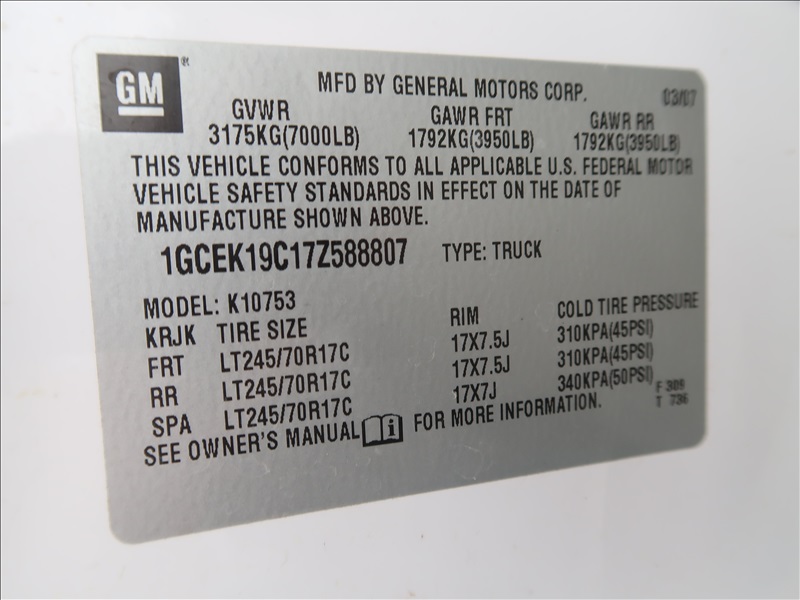 GM®
MFD BY GENERAL MOTORS CORP. 03/07
GVWR GAWR FRT GAWR RR
3175KG(7000LB) 1792KG(3950LB) 1792KG(3950LB)
THIS VEHICLE CONFORMS TO ALL APPLICABLE U.S. FEDERAL MOTOR
VEHICLE SAFETY STANDARDS IN EFFECT ON THE DATE OF
MANUFACTURE SHOWN ABOVE.
1GCEK19C17Z588807 TYPE: TRUCK
MODEL: K10753
KRJK TIRE SIZE RIM COLD TIRE PRESSURE
FRT LT245/70R17C 17X7.5J 310KPA(45PSI)
RR LT245/70R17C 17X7.5J 310KPA(45PSI)
SPA LT245/70R17C 17X7J 340KPA(50PSI)
SEE OWNER'S MANUAL i FOR MORE INFORMATION.
F 309
T 736